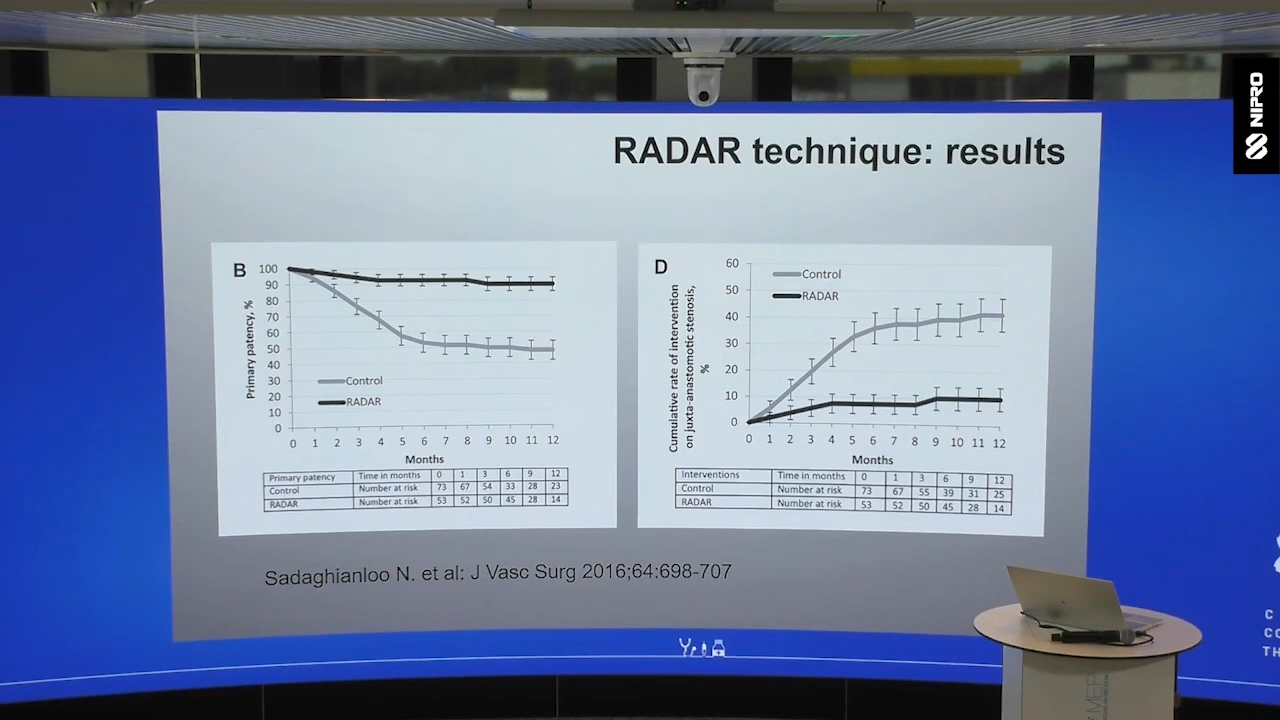 NIPRO
RADAR technique: results
B
Primary patency, %
100
90
80
70
60
50
40
30
20
10
0
Control
RADAR
0 1 2 3 4 5 6 7 8 9 10 11 12
Months
Primary patency Time in months 0 1 3 6 9 12
Control Number at risk 73 67 54 33 28 23
RADAR Number at risk 53 52 50 45 28 14
D
Cumulative rate of intervention
on juxta-anastomotic stenosis,
%
60
50
40
30
20
10
0
Control
RADAR
0 1 2 3 4 5 6 7 8 9 10 11 12
Months
Interventions Time in months 0 1 3 6 9 12
Control Number at risk 73 67 55 39 31 25
RADAR Number at risk 53 52 50 45 28 14
Sadaghianloo N. et al: J Vasc Surg 2016;64:698-707
C
CO
TH